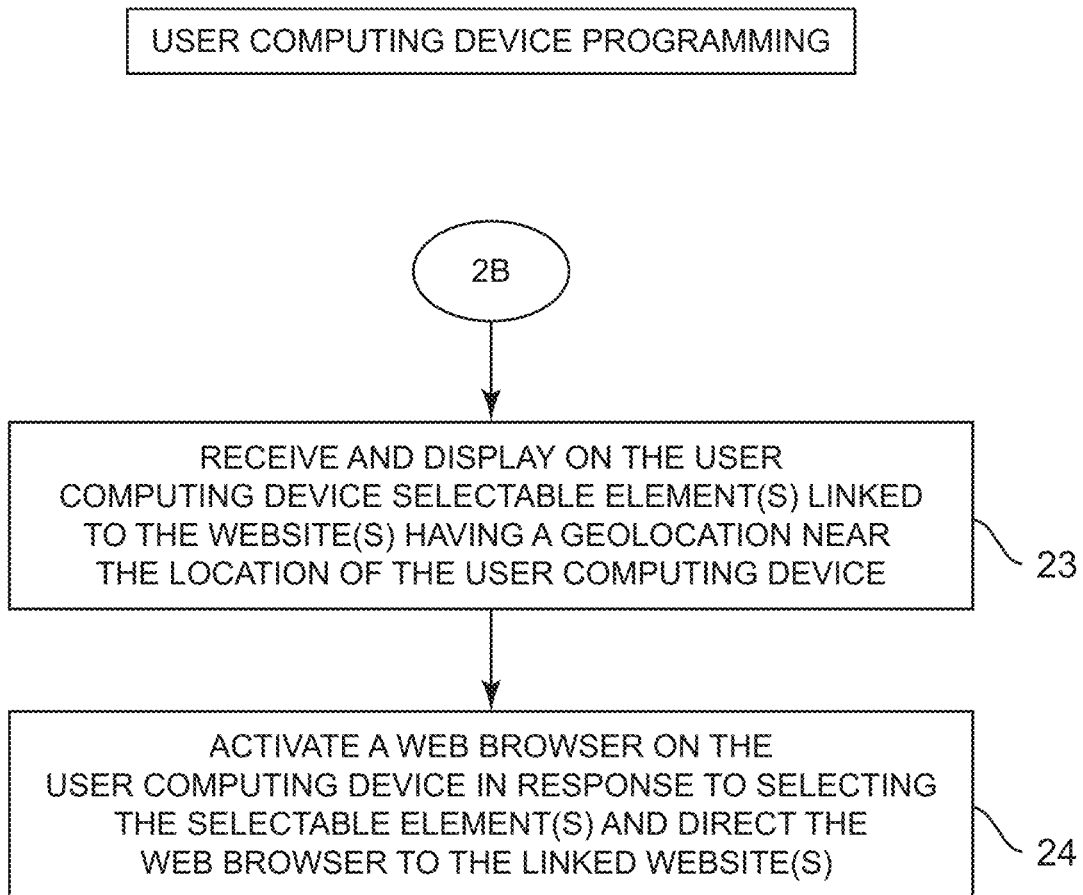 USER COMPUTING DEVICE PROGRAMMING
2B
RECEIVE AND DISPLAY ON THE USER
COMPUTING DEVICE SELECTABLE ELEMENT(S) LINKED
TO THE WEBSITE(S) HAVING A GEOLOCATION NEAR
THE LOCATION OF THE USER COMPUTING DEVICE
23
ACTIVATE A WEB BROWSER ON THE
USER COMPUTING DEVICE IN RESPONSE TO SELECTING
THE SELECTABLE ELEMENT(S) AND DIRECT THE
WEB BROWSER TO THE LINKED WEBSITE(S)
24